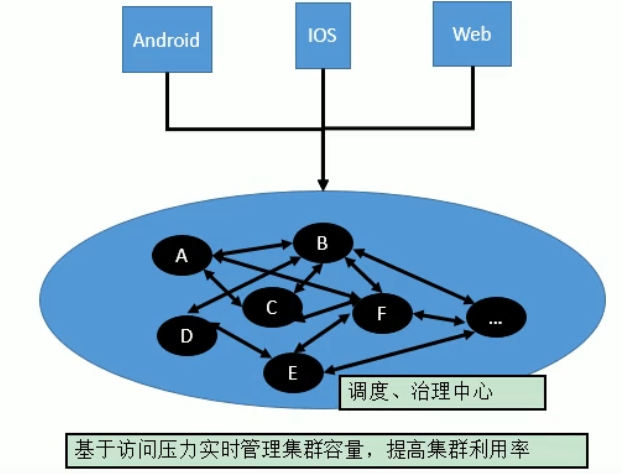 Android
IOS
Web
A
B
C
F
...
D
E
调度、治理中心
基于访问压力实时管理集群容量，提高集群利用率